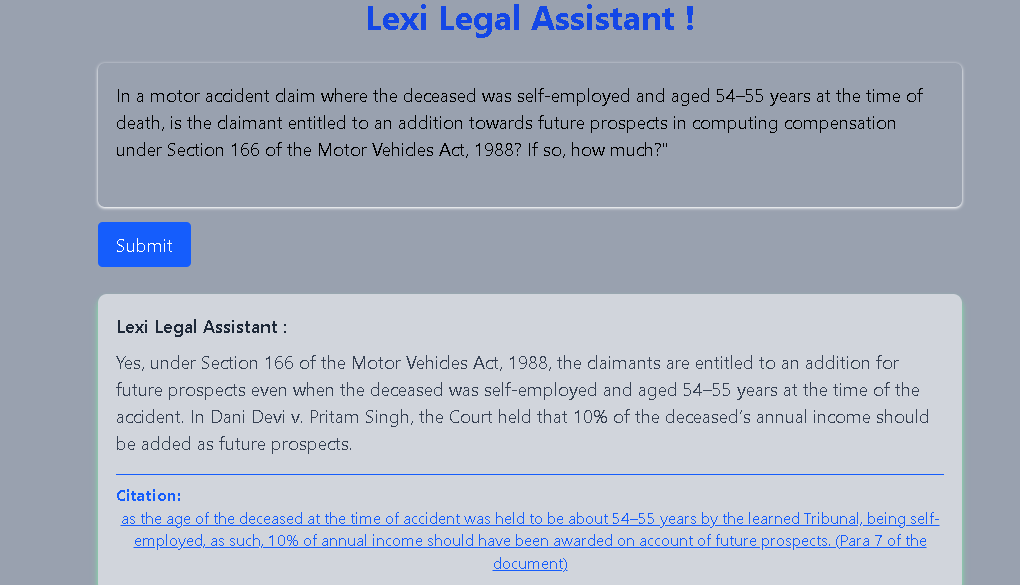 Lexi Legal Assistant !
In a motor accident claim where the deceased was self-employed and aged 54–55 years at the time of
death, is the claimant entitled to an addition towards future prospects in computing compensation
under Section 166 of the Motor Vehicles Act, 1988? If so, how much?"
Submit
Lexi Legal Assistant :
Yes, under Section 166 of the Motor Vehicles Act, 1988, the claimants are entitled to an addition for
future prospects even when the deceased was self-employed and aged 54–55 years at the time of the
accident. In Dani Devi v. Pritam Singh, the Court held that 10% of the deceased’s annual income should
be added as future prospects.
Citation:
as the age of the deceased at the time of accident was held to be about 54–55 years by the learned Tribunal, being self-
employed, as such, 10% of annual income should have been awarded on account of future prospects. (Para 7 of the
document)